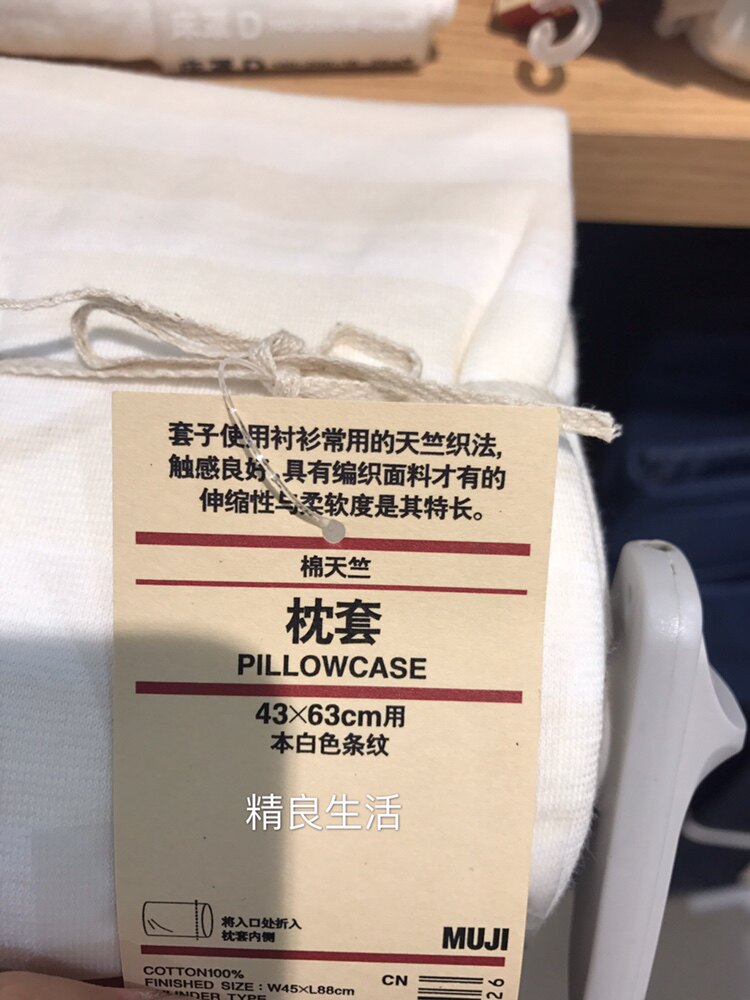 套子使用衬衫常用的天竺织法,
触感良好,具有编织面料才有的
伸缩性与柔软度是其特长。
棉天竺
枕套
PILLOWCASE
43×63cm用
本白色条纹
精良生活
将入口处折入
枕套内侧
MUJI
COTTON100%
CN
FINISHED SIZE : W45×L88cm
TYPE